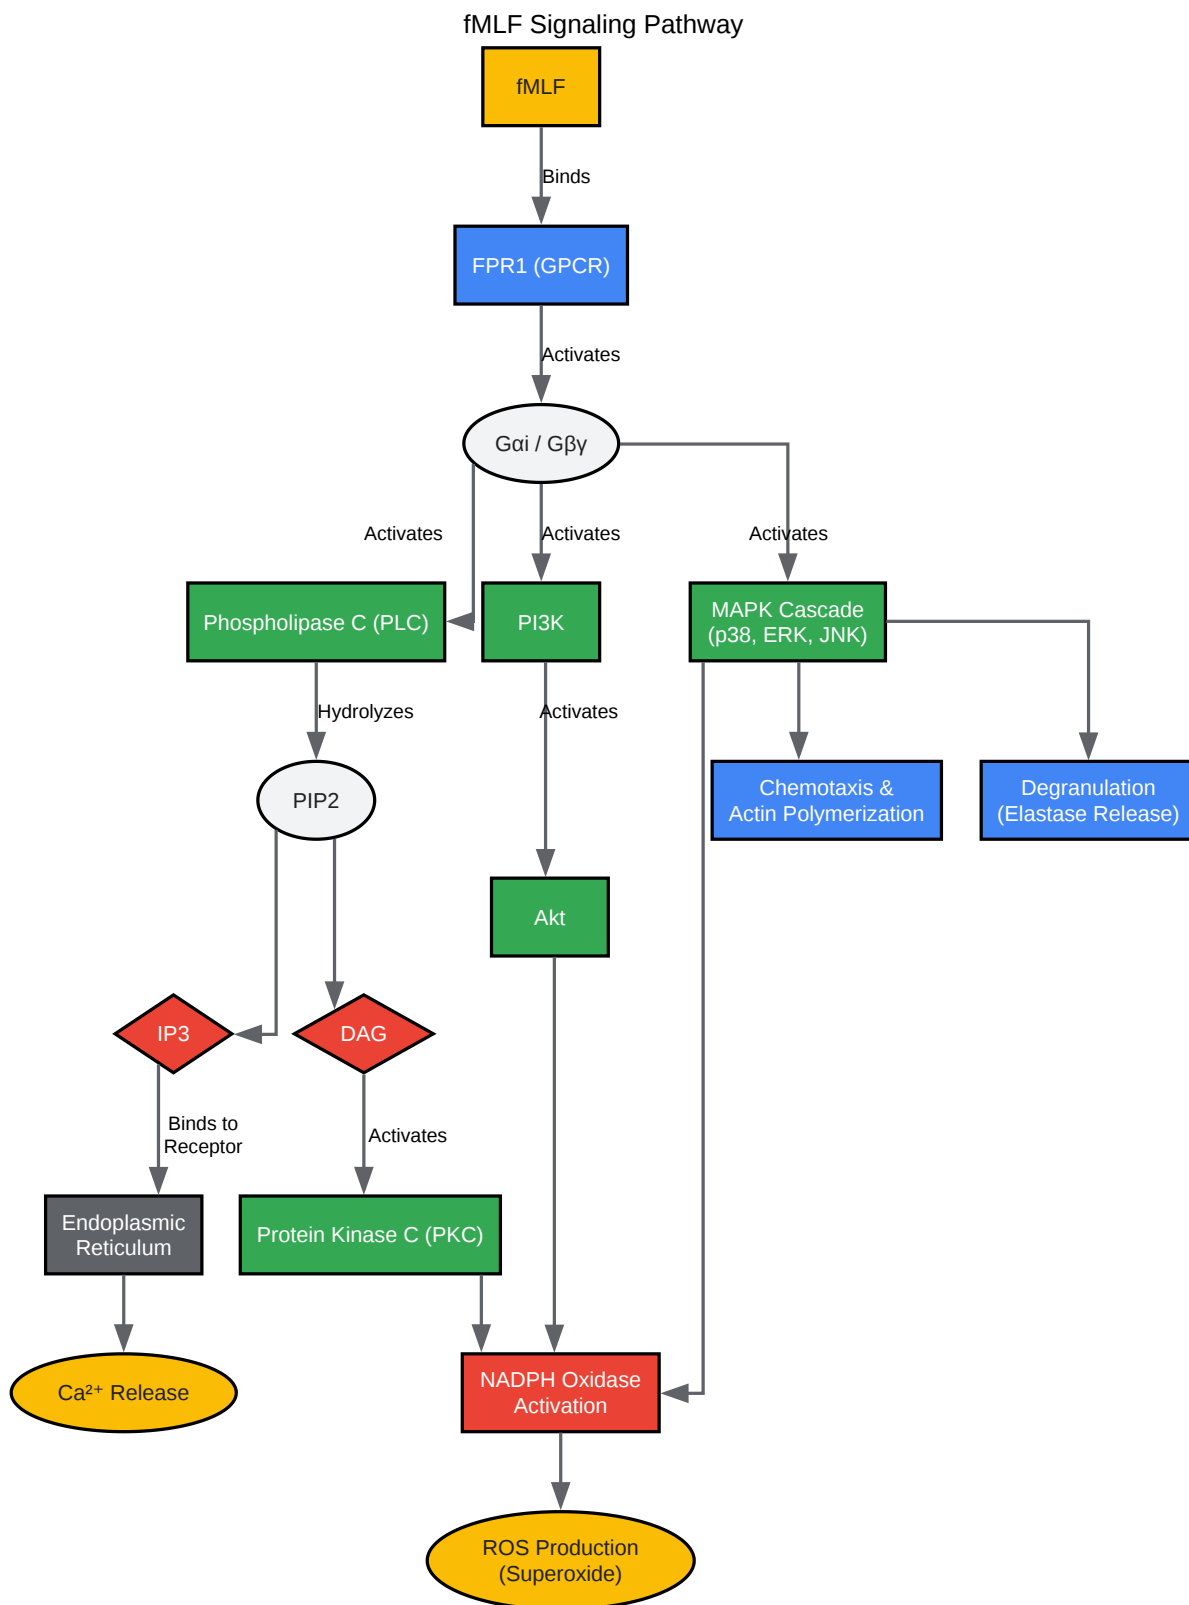 fMLF Signaling Pathway
fMLF
Binds
FPR1 (GPCR)
Activates
Gαi / Gβγ
Activates
Activates
Activates
Phospholipase C (PLC)
PI3K
MAPK Cascade
(p38, ERK, JNK)
Hydrolyzes
Activates
PIP2
Chemotaxis &
Actin Polymerization
Degranulation
(Elastase Release)
Akt
IP3
DAG
Binds to
Receptor
Activates
Endoplasmic
Reticulum
Protein Kinase C (PKC)
Ca²⁺ Release
NADPH Oxidase
Activation
ROS Production
(Superoxide)